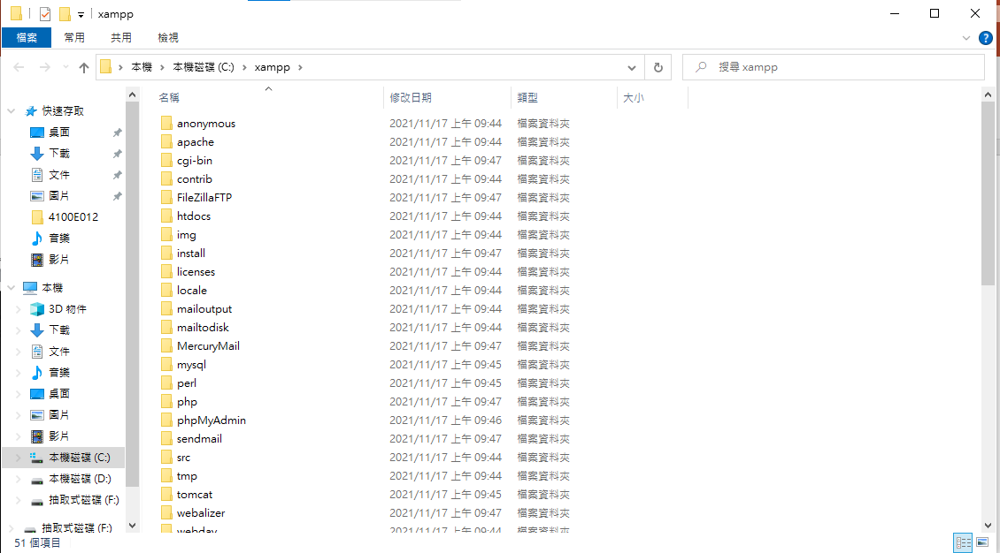 xampp
檔案 常用 共用 檢視
本機 本機磁碟 (C:) xampp 搜尋 xampp
名稱 修改日期 類型 大小
快速存取
桌面
下載
文件
圖片
4100E012
音樂
影片
本機
3D 物件
下載
文件
音樂
桌面
圖片
影片
本機磁碟 (C:)
本機磁碟 (D:)
抽取式磁碟 (F:)
抽取式磁碟 (F:)
anonymous 2021/11/17 上午 09:44 檔案資料夾
apache 2021/11/17 上午 09:44 檔案資料夾
cgi-bin 2021/11/17 上午 09:47 檔案資料夾
contrib 2021/11/17 上午 09:44 檔案資料夾
FileZillaFTP 2021/11/17 上午 09:47 檔案資料夾
htdocs 2021/11/17 上午 09:44 檔案資料夾
img 2021/11/17 上午 09:44 檔案資料夾
install 2021/11/17 上午 09:47 檔案資料夾
licenses 2021/11/17 上午 09:44 檔案資料夾
locale 2021/11/17 上午 09:44 檔案資料夾
mailoutput 2021/11/17 上午 09:44 檔案資料夾
mailtodisk 2021/11/17 上午 09:44 檔案資料夾
MercuryMail 2021/11/17 上午 09:47 檔案資料夾
mysql 2021/11/17 上午 09:45 檔案資料夾
perl 2021/11/17 上午 09:45 檔案資料夾
php 2021/11/17 上午 09:47 檔案資料夾
phpMyAdmin 2021/11/17 上午 09:46 檔案資料夾
sendmail 2021/11/17 上午 09:47 檔案資料夾
src 2021/11/17 上午 09:44 檔案資料夾
tmp 2021/11/17 上午 09:44 檔案資料夾
tomcat 2021/11/17 上午 09:45 檔案資料夾
webalizer 2021/11/17 上午 09:47 檔案資料夾
webdav 2021/11/17 上午 09:44 檔案資料夾
51 個項目